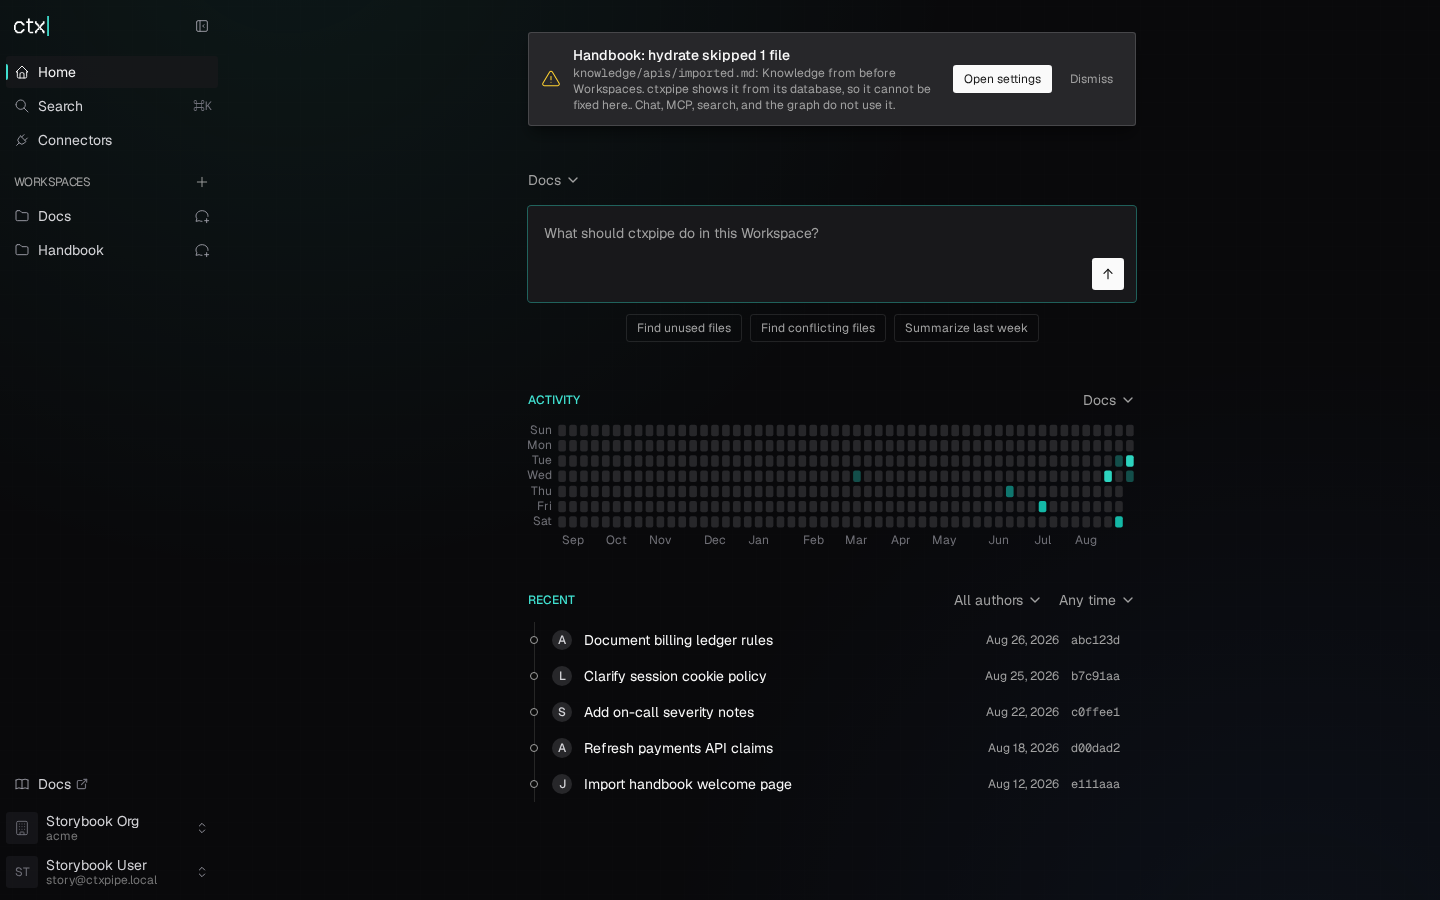 ctx
Home
Search ⌘K
Connectors
WORKSPACES
Docs
Handbook
Docs
Storybook Org
acme
ST
Storybook User
story@ctxpipe.local
Handbook: hydrate skipped 1 file
knowledge/apis/imported.md: Knowledge from before
Workspaces. ctxpipe shows it from its database, so it cannot be
fixed here.. Chat, MCP, search, and the graph do not use it.
Open settings
Dismiss
Docs
What should ctxpipe do in this Workspace?
Find unused files
Find conflicting files
Summarize last week
ACTIVITY
Docs
Sun
Mon
Tue
Wed
Thu
Fri
Sat
Sep Oct Nov Dec Jan Feb Mar Apr May Jun Jul Aug
RECENT
All authors
Any time
A Document billing ledger rules Aug 26, 2026 abc123d
L Clarify session cookie policy Aug 25, 2026 b7c91aa
S Add on-call severity notes Aug 22, 2026 c0ffee1
A Refresh payments API claims Aug 18, 2026 d00dad2
J Import handbook welcome page Aug 12, 2026 e111aaa